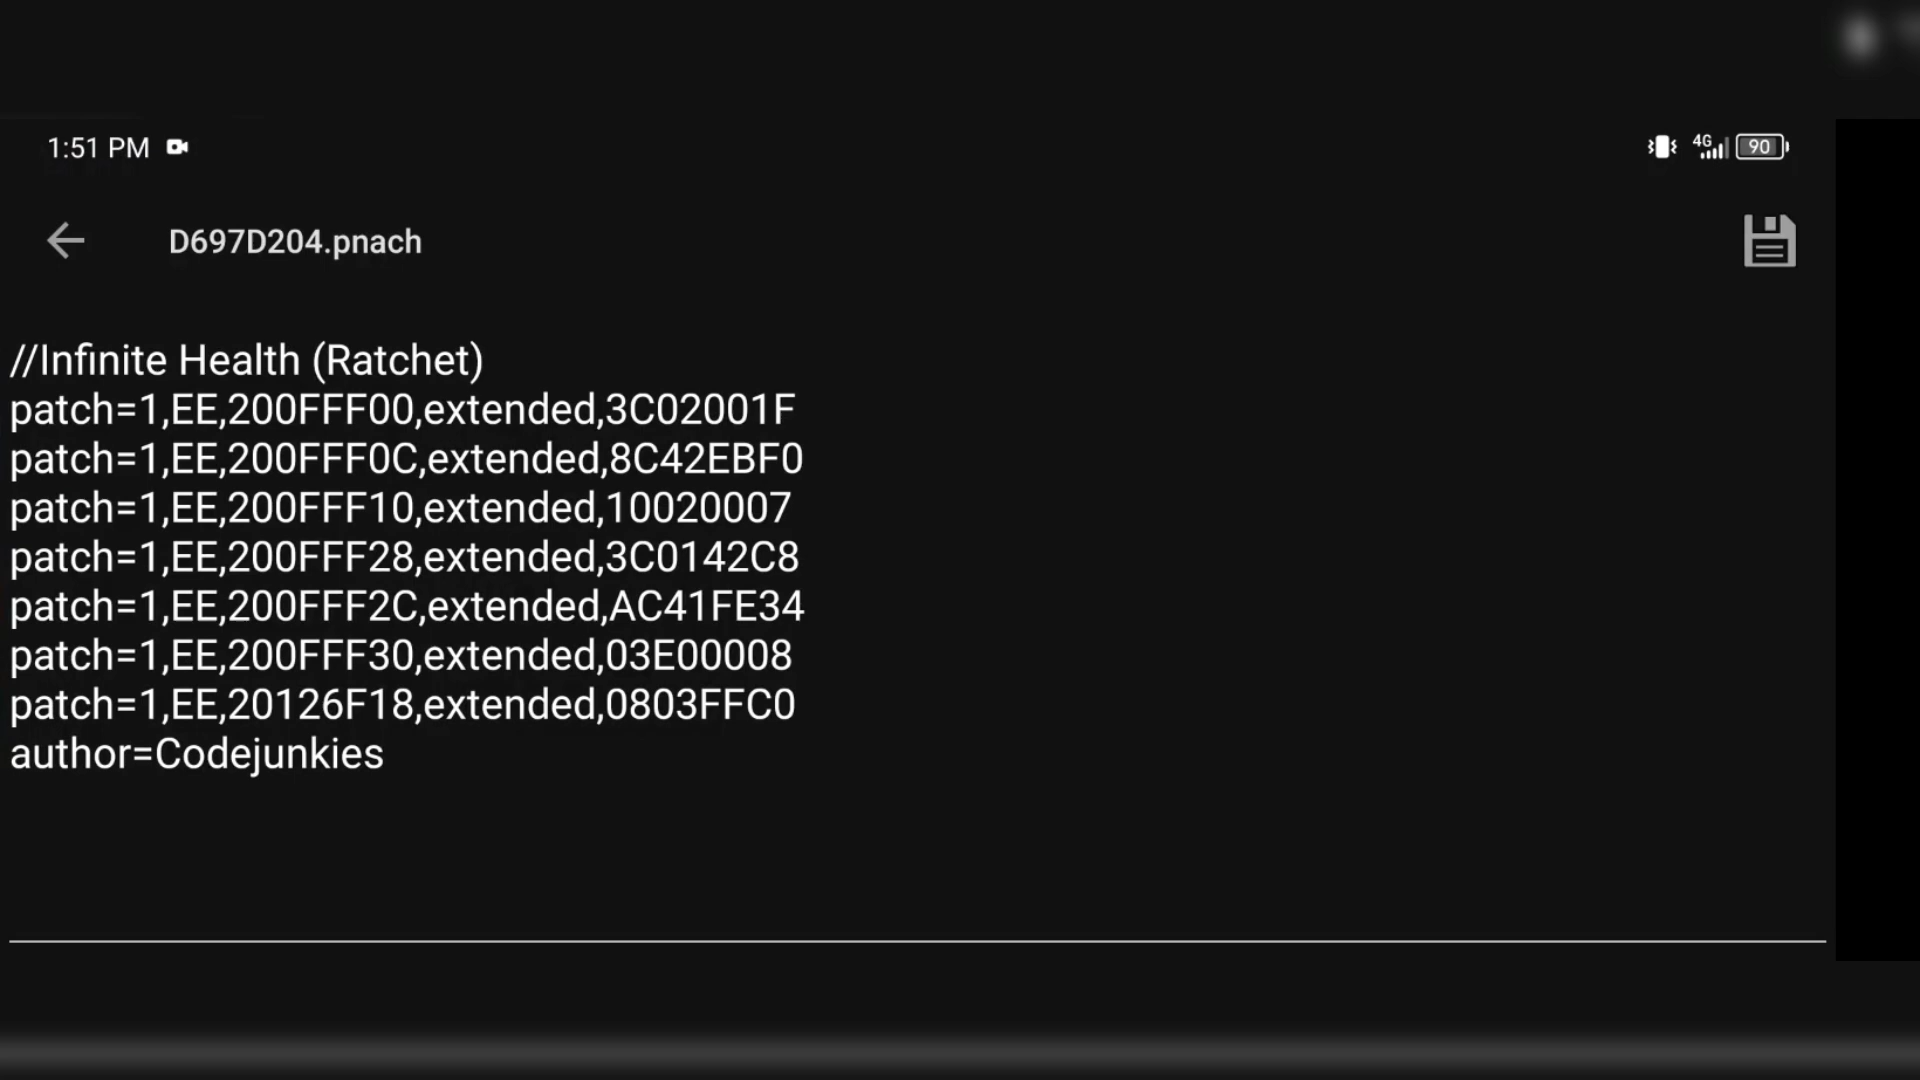 1:51 PM
4G
90
D697D204.pnach
//Infinite Health (Ratchet)
patch=1,EE,200FFF00,extended,3C02001F
patch=1,EE,200FFF0C,extended,8C42EBF0
patch=1,EE,200FFF10,extended,10020007
patch=1,EE,200FFF28,extended,3C0142C8
patch=1,EE,200FFF2C,extended,AC41FE34
patch=1,EE,200FFF30,extended,03E00008
patch=1,EE,20126F18,extended,0803FFC0
author=Codejunkies